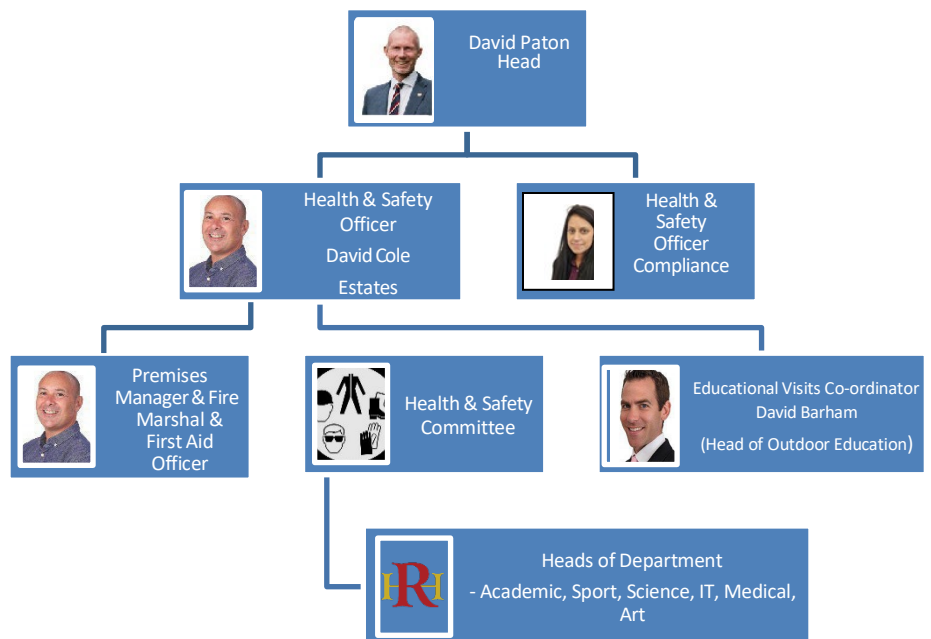 David Paton
Head
Health & Safety
Officer
David Cole
Estates
Health &
Safety
Officer
Compliance
Premises
Manager & Fire
Marshal &
First Aid
Officer
Health & Safety
Committee
Educational Visits Co-ordinator
David Barham
(Head of Outdoor Education)
HRH
Heads of Department
- Academic, Sport, Science, IT, Medical,
Art